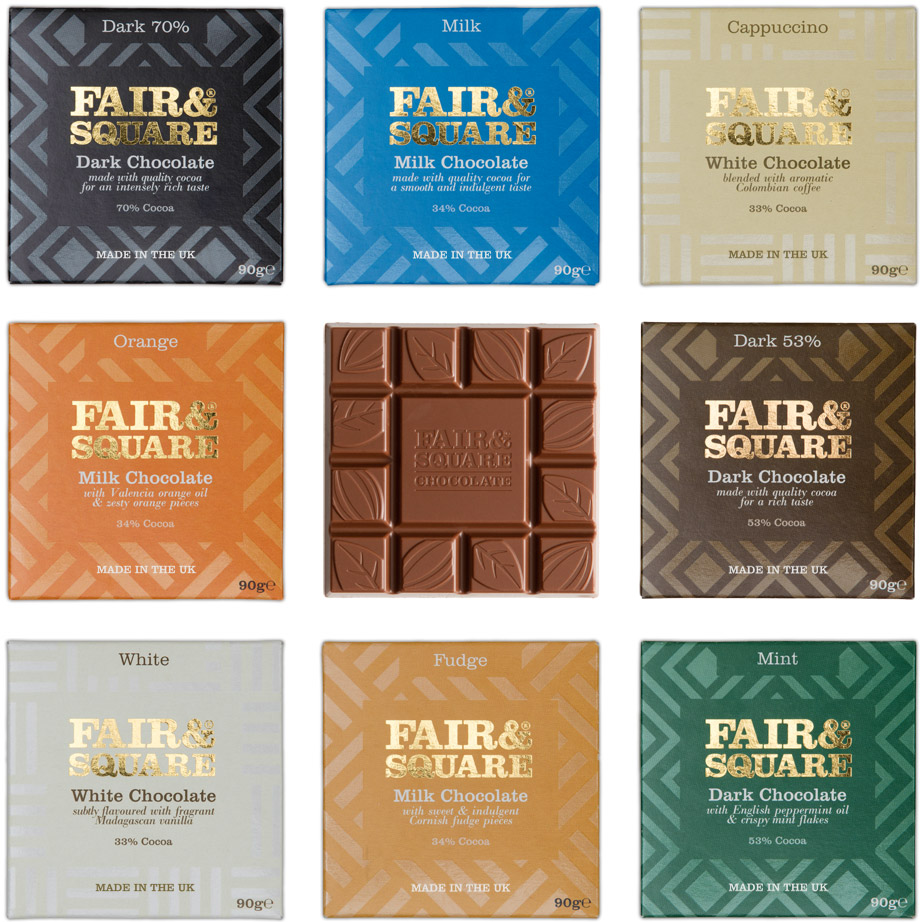 Dark 70%
FAIR&®
SQUARE
Dark Chocolate
made with quality cocoa
for an intensely rich taste
70% Cocoa
MADE IN THE UK
90g℮
Milk
FAIR&®
SQUARE
Milk Chocolate
made with quality cocoa for
a smooth and indulgent taste
34% Cocoa
MADE IN THE UK
90g℮
Cappuccino
FAIR&®
SQUARE
White Chocolate
blended with aromatic
Colombian coffee
33% Cocoa
MADE IN THE UK
90g℮
Orange
FAIR&®
SQUARE
Milk Chocolate
with Valencia orange oil
& zesty orange pieces
34% Cocoa
MADE IN THE UK
90g℮
FAIR&
SQUARE
CHOCOLATE
Dark 53%
FAIR&®
SQUARE
Dark Chocolate
made with quality cocoa
for a rich taste
53% Cocoa
MADE IN THE UK
90g℮
White
FAIR&®
SQUARE
White Chocolate
subtly flavoured with fragrant
Madagascan vanilla
33% Cocoa
MADE IN THE UK
90g℮
Fudge
FAIR&®
SQUARE
Milk Chocolate
with sweet & indulgent
Cornish fudge pieces
34% Cocoa
MADE IN THE UK
90g℮
Mint
FAIR&®
SQUARE
Dark Chocolate
with English peppermint oil
& crispy mint flakes
53% Cocoa
MADE IN THE UK
90g℮